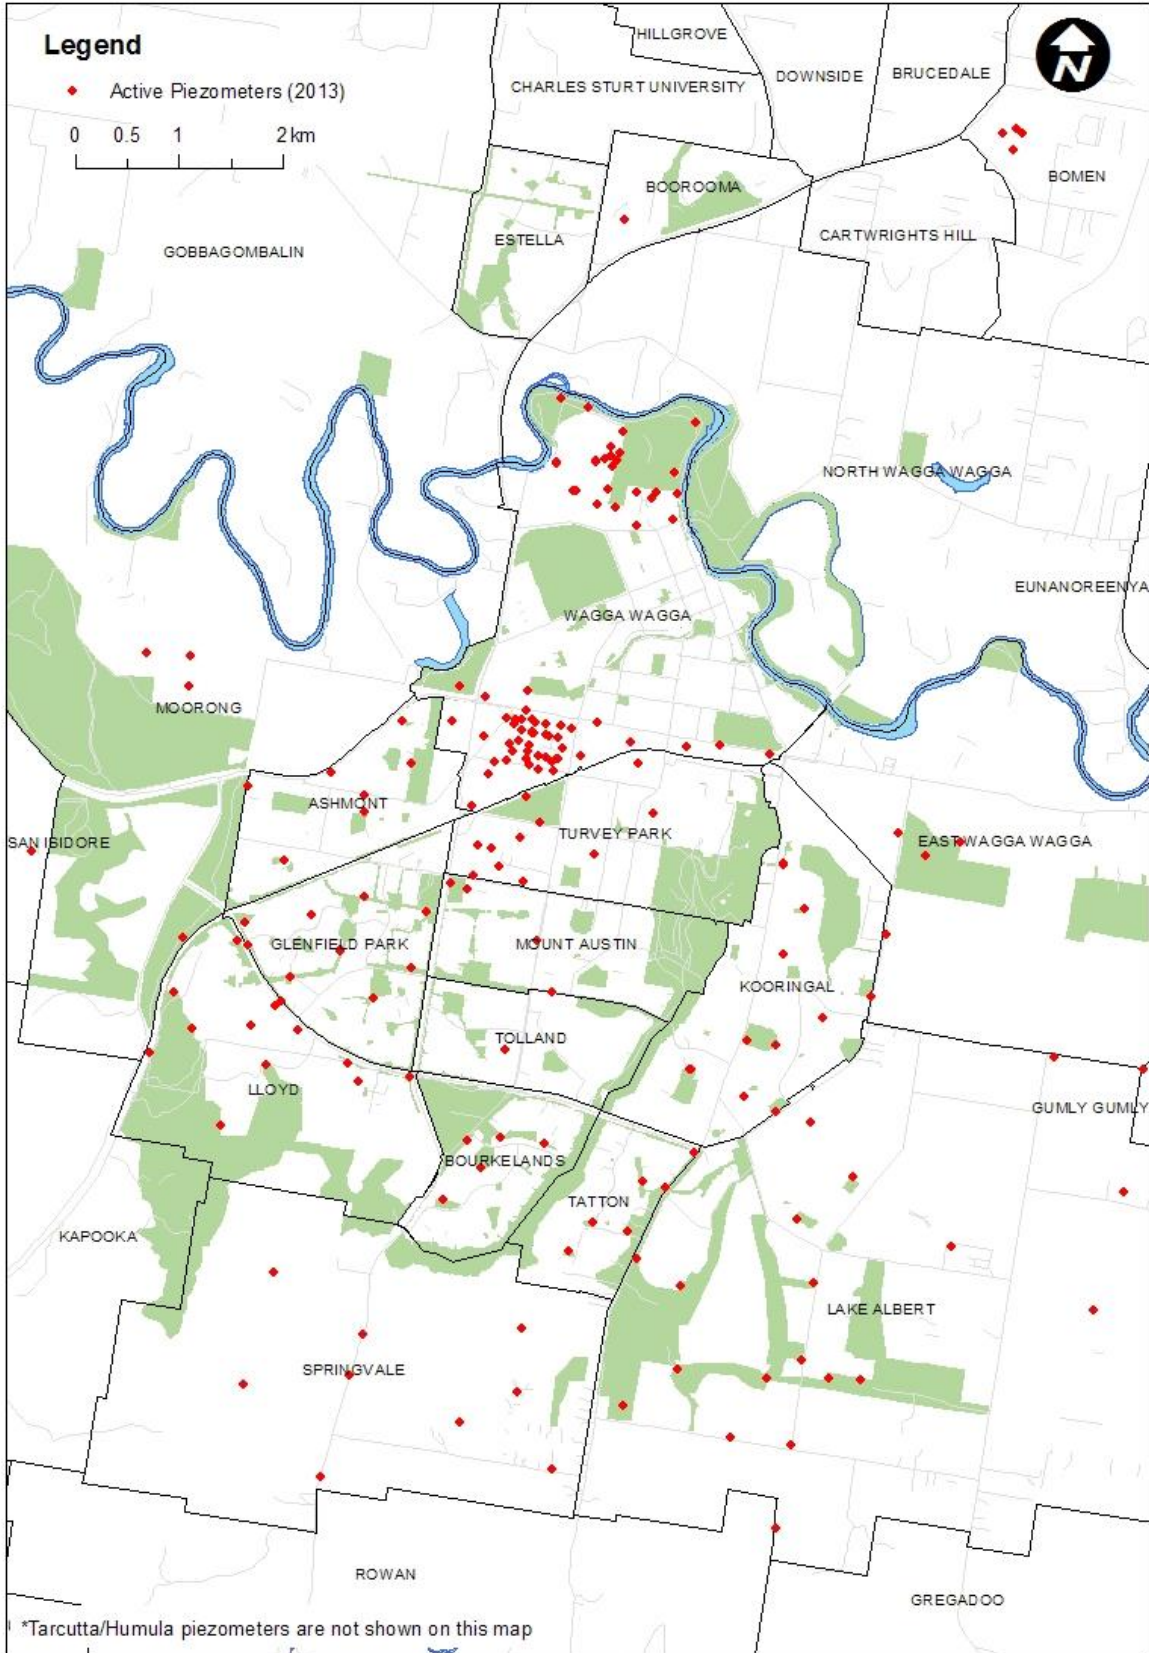 Legend
Active Piezometers (2013)
0 0.5 1 2 km
N
HILLGROVE
DOWNSIDE
BRUCEDALE
CHARLES STURT UNIVERSITY
BOMEN
BOOROOMA
CARTWRIGHTS HILL
ESTELLA
GOBBAGOMBALIN
NORTH WAGGA WAGGA
EUNANOREENYA
WAGGA WAGGA
MOORONG
ASHMONT
TURVEY PARK
SAN ISIDORE
EAST WAGGA WAGGA
GLENFIELD PARK
MOUNT AUSTIN
KOORINGAL
TOLLAND
LLOYD
GUMLY GUMLY
BOURKELANDS
TATTON
KAPOOKA
LAKE ALBERT
SPRINGVALE
ROWAN
GREGADOO
*Tarcutta/Humula piezometers are not shown on this map